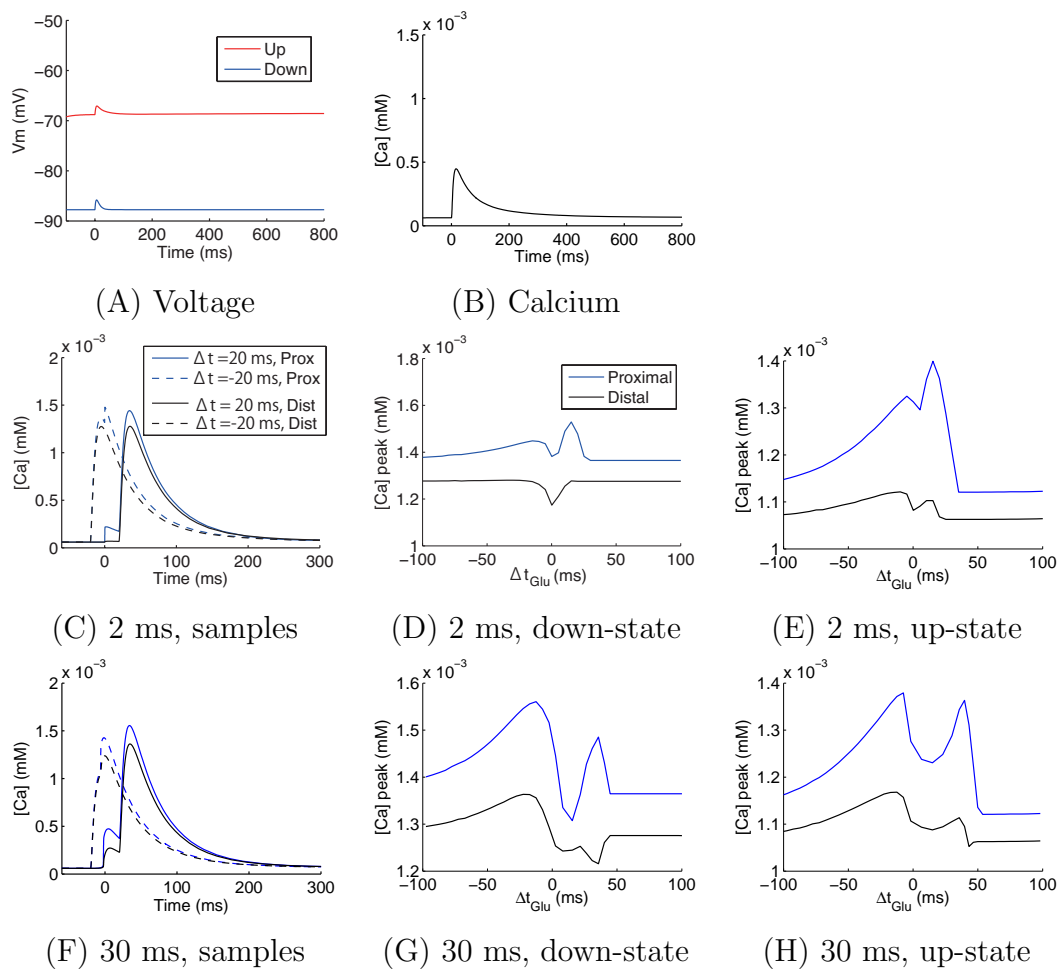 Vm (mV)
−50
−60
−70
−80
−90
0 200 400 600 800
Time (ms)
Up
Down
(A) Voltage
x 10⁻³
[Ca] (mM)
1.5
1
0.5
0
0 200 400 600 800
Time (ms)
(B) Calcium
x 10⁻³
[Ca] (mM)
2
1.5
1
0.5
0
0 100 200 300
Time (ms)
Δ t=20 ms, Prox
Δ t=-20 ms, Prox
Δ t=20 ms, Dist
Δ t=-20 ms, Dist
(C) 2 ms, samples
x 10⁻³
[Ca] peak (mM)
1.8
1.6
1.4
1.2
1
−100 −50 0 50 100
Δ t_Glu (ms)
Proximal
Distal
(D) 2 ms, down-state
x 10⁻³
[Ca] peak (mM)
1.4
1.3
1.2
1.1
1
−100 −50 0 50 100
Δt_Glu (ms)
(E) 2 ms, up-state
x 10⁻³
[Ca] (mM)
2
1.5
1
0.5
0
0 100 200 300
Time (ms)
(F) 30 ms, samples
x 10⁻³
[Ca] peak (mM)
1.6
1.5
1.4
1.3
1.2
−100 −50 0 50 100
Δt_Glu (ms)
(G) 30 ms, down-state
x 10⁻³
[Ca] peak (mM)
1.4
1.3
1.2
1.1
1
−100 −50 0 50 100
Δt_Glu (ms)
(H) 30 ms, up-state